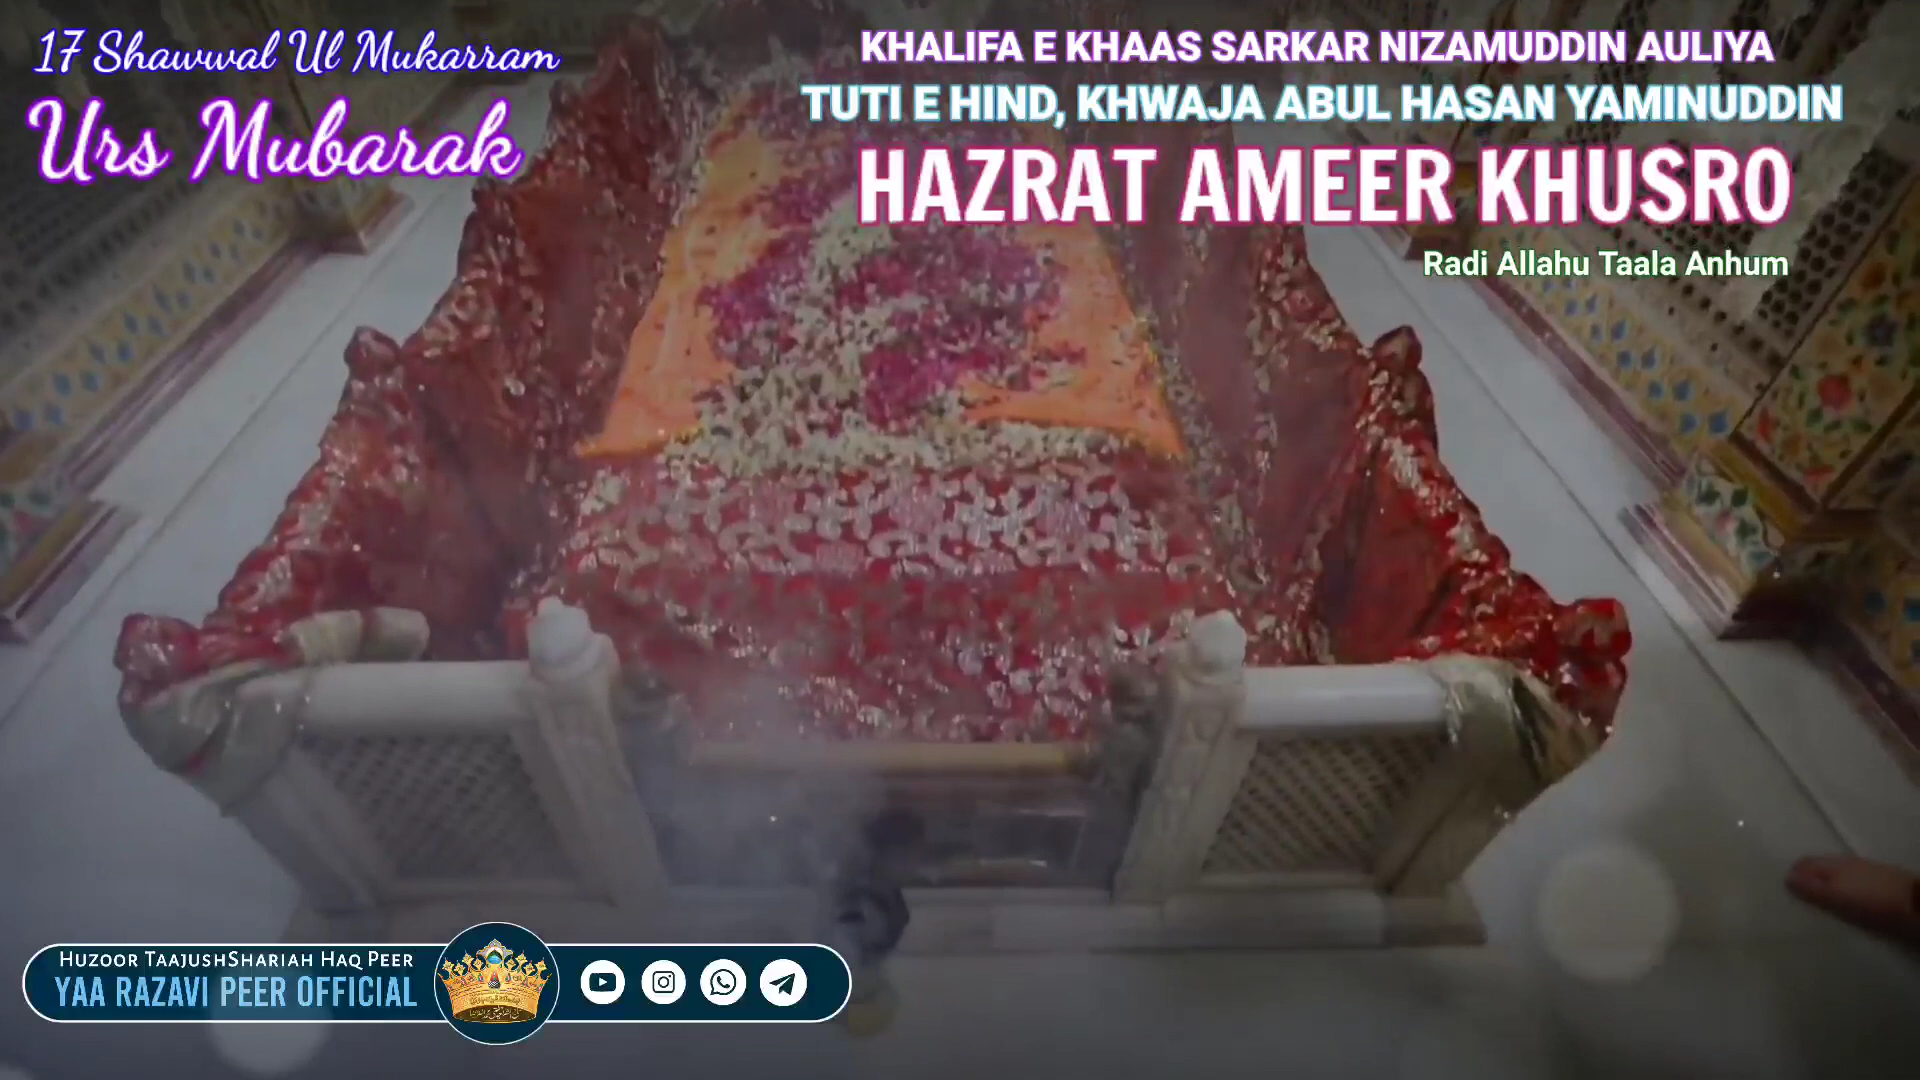 17 Shawwal Ul Mukarram
Urs Mubarak
KHALIFA E KHAAS SARKAR NIZAMUDDIN AULIYA
TUTI E HIND, KHWAJA ABUL HASAN YAMINUDDIN
HAZRAT AMEER KHUSRO
Radi Allahu Taala Anhum
HUZOOR TAAJUSHSHARIAH HAQ PEER
YAA RAZAVI PEER OFFICIAL